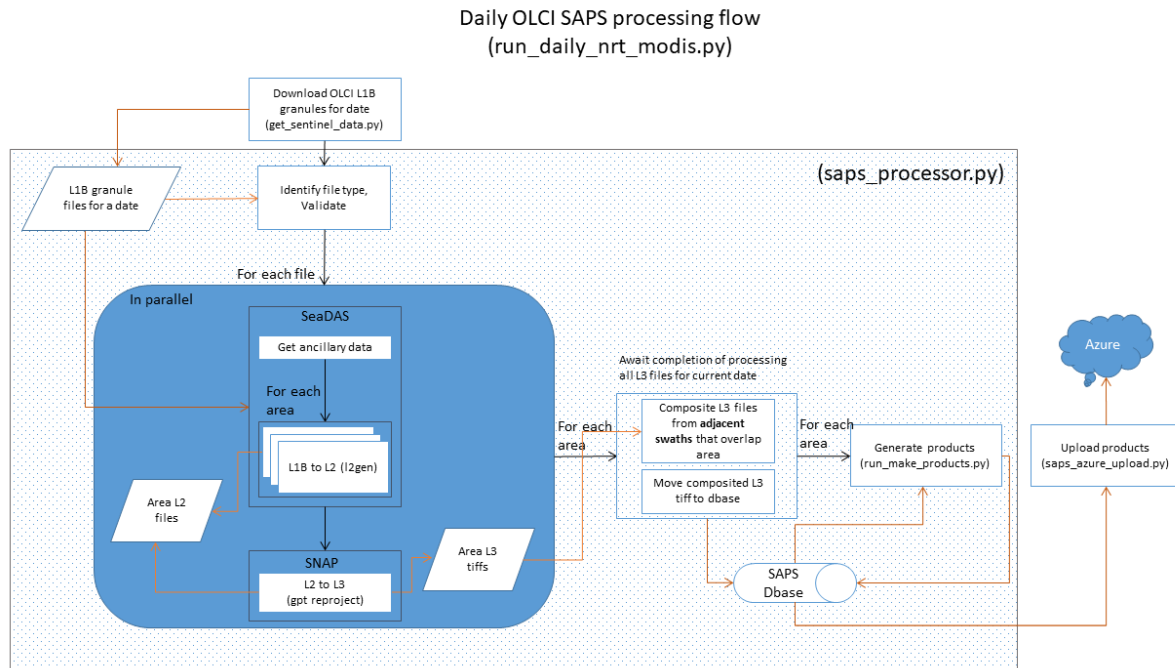 Daily OLCI SAPS processing flow
(run_daily_nrt_modis.py)
Download OLCI L1B
granules for date
(get_sentinel_data.py)
(saps_processor.py)
L1B granule
files for a date
Identify file type,
Validate
For each file
In parallel
SeaDAS
Get ancillary data
For each
area
L1B to L2 (l2gen)
Area L2
files
SNAP
L2 to L3
(gpt reproject)
Area L3
tiffs
For each
area
Await completion of processing
all L3 files for current date
Composite L3 files
from adjacent
swaths that overlap
area
Move composited L3
tiff to dbase
For each
area
Generate products
(run_make_products.py)
SAPS
Dbase
Azure
Upload products
(saps_azure_upload.py)